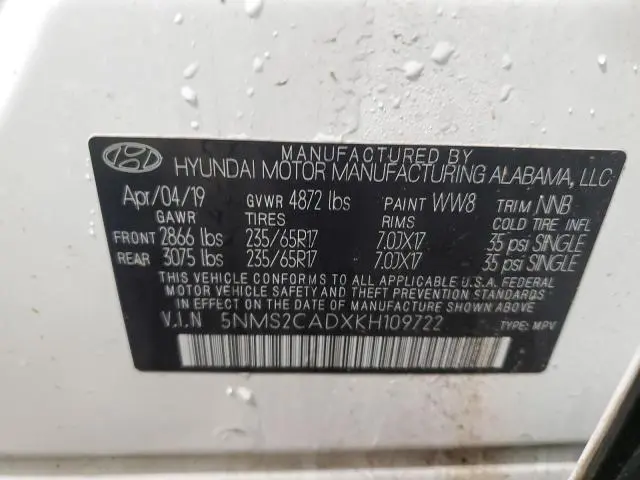 MANUFACTURED BY
HYUNDAI MOTOR MANUFACTURING ALABAMA, LLC
Apr/04/19 GVWR 4872 lbs PAINT WW8 TRIM NNB
GAWR TIRES RIMS COLD TIRE INFL
FRONT 2866 lbs 235/65R17 7.0JX17 35 psi SINGLE
REAR 3075 lbs 235/65R17 7.0JX17 35 psi SINGLE
THIS VEHICLE CONFORMS TO ALL APPLICABLE U.S.A. FEDERAL
MOTOR VEHICLE SAFETY AND THEFT PREVENTION STANDARDS
IN EFFECT ON THE DATE OF MANUFACTURE SHOWN ABOVE.
V.I.N 5NMS2CADXKH109722 TYPE: MPV